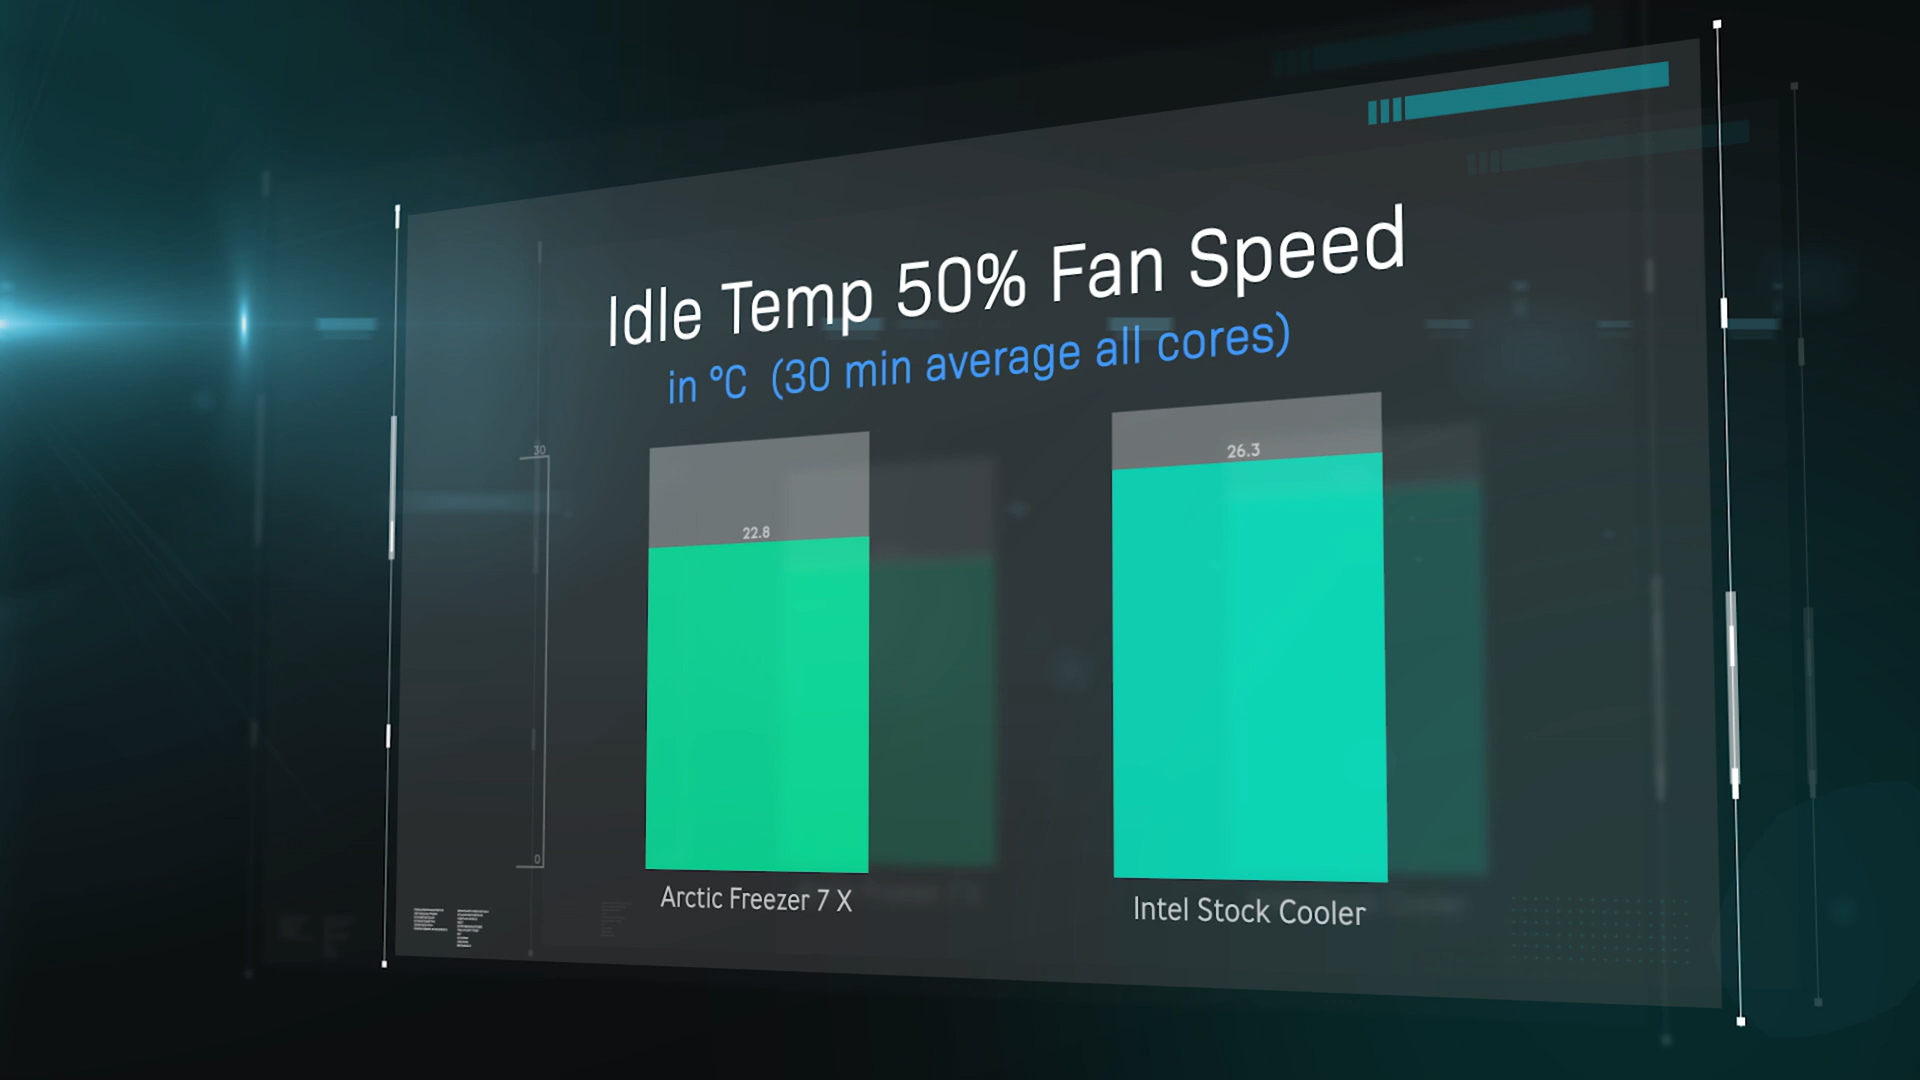 Idle Temp 50% Fan Speed
in °C (30 min average all cores)
30
22.8
26.3
0
Arctic Freezer 7 X
Intel Stock Cooler